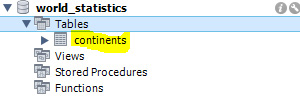 world_statistics
Tables
continents
Views
Stored Procedures
Functions